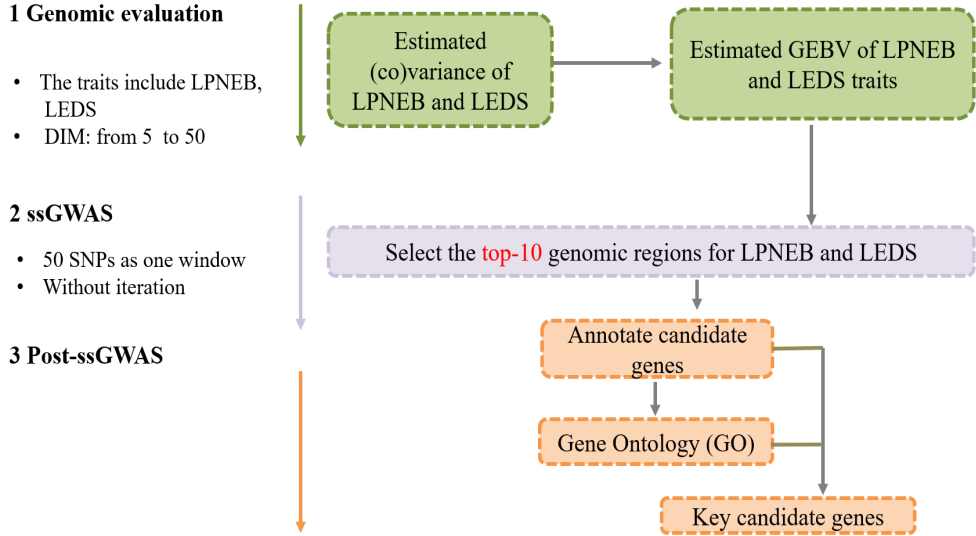 1 Genomic evaluation
• The traits include LPNEB,
LEDS
• DIM: from 5 to 50
Estimated
(co)variance of
LPNEB and LEDS
Estimated GEBV of LPNEB
and LEDS traits
2 ssGWAS
• 50 SNPs as one window
• Without iteration
Select the top-10 genomic regions for LPNEB and LEDS
3 Post-ssGWAS
Annotate candidate
genes
Gene Ontology (GO)
Key candidate genes